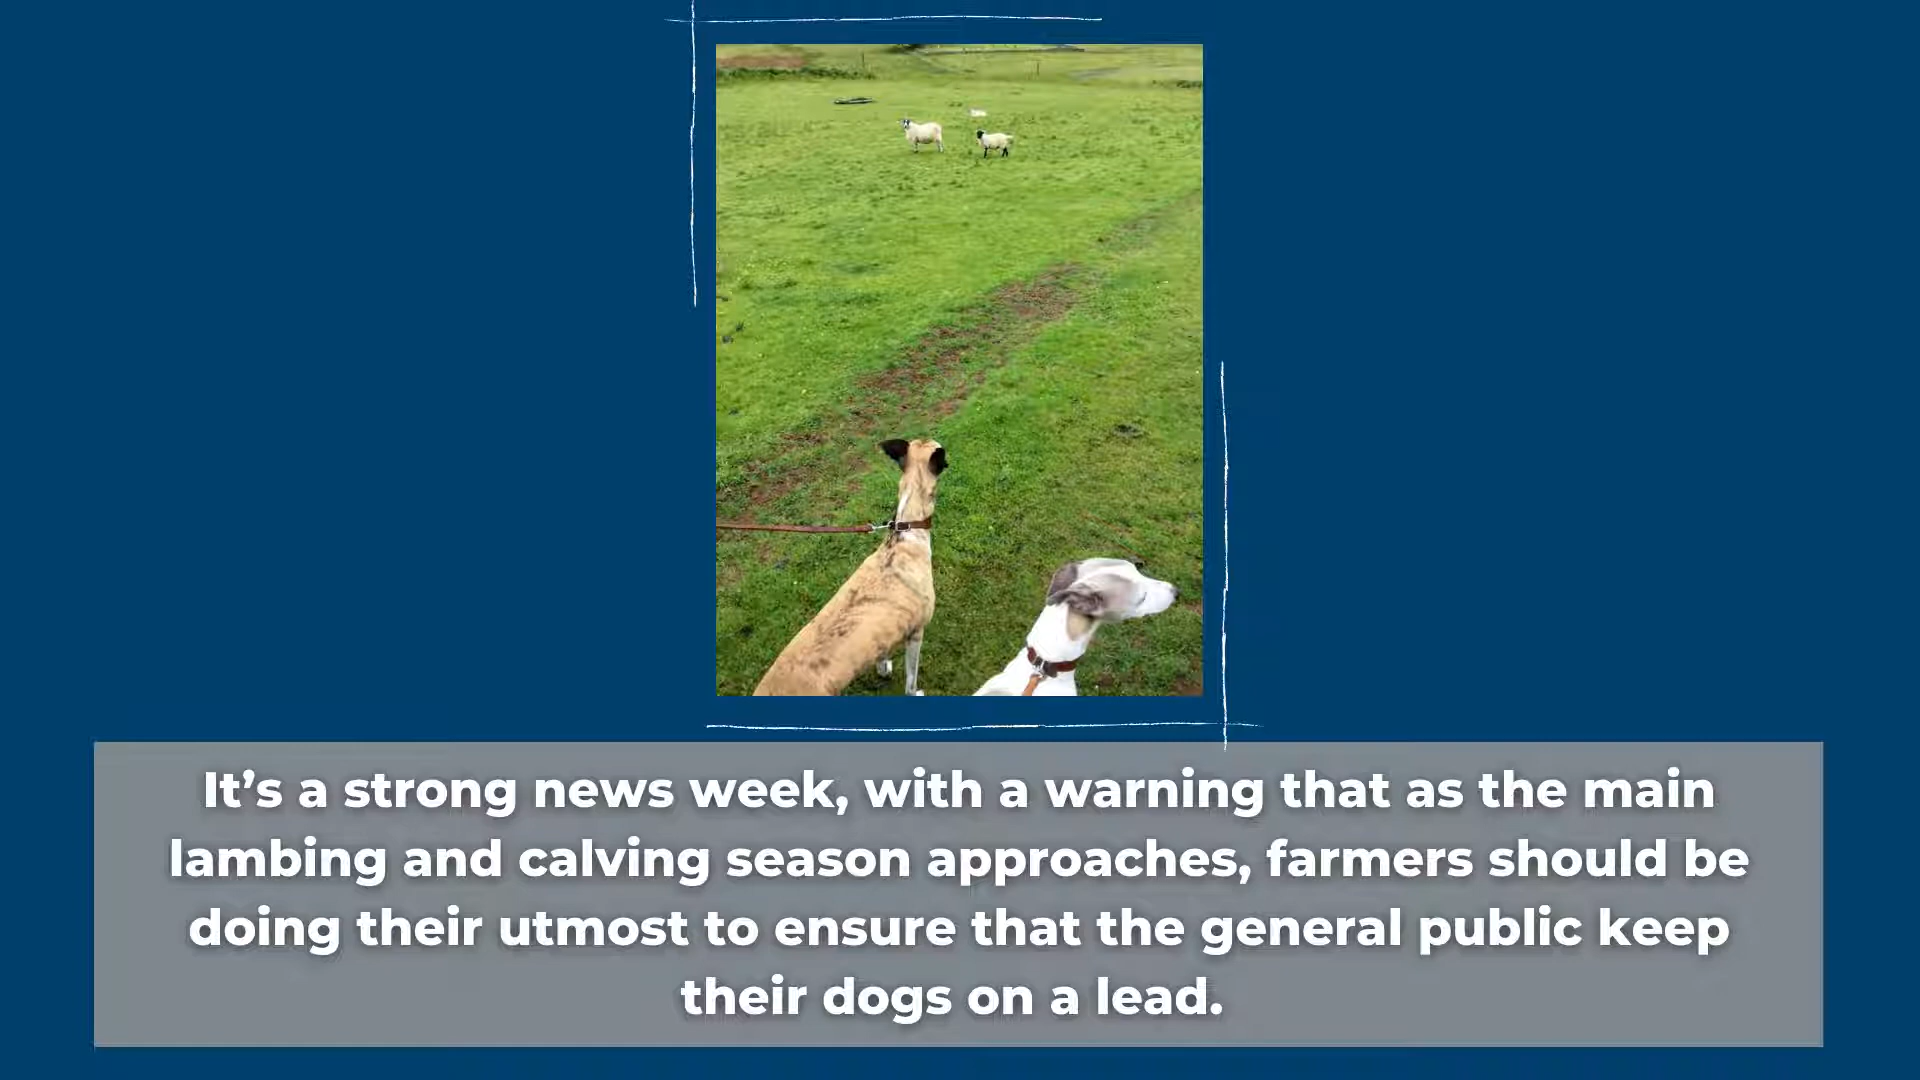 It’s a strong news week, with a warning that as the main
lambing and calving season approaches, farmers should be
doing their utmost to ensure that the general public keep
their dogs on a lead.